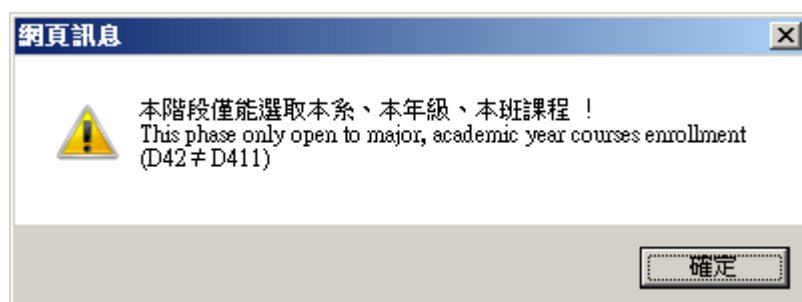 網頁訊息
本階段僅能選取本系、本年級、本班課程 ！
This phase only open to major, academic year courses enrollment
(D42≠D411)
確定